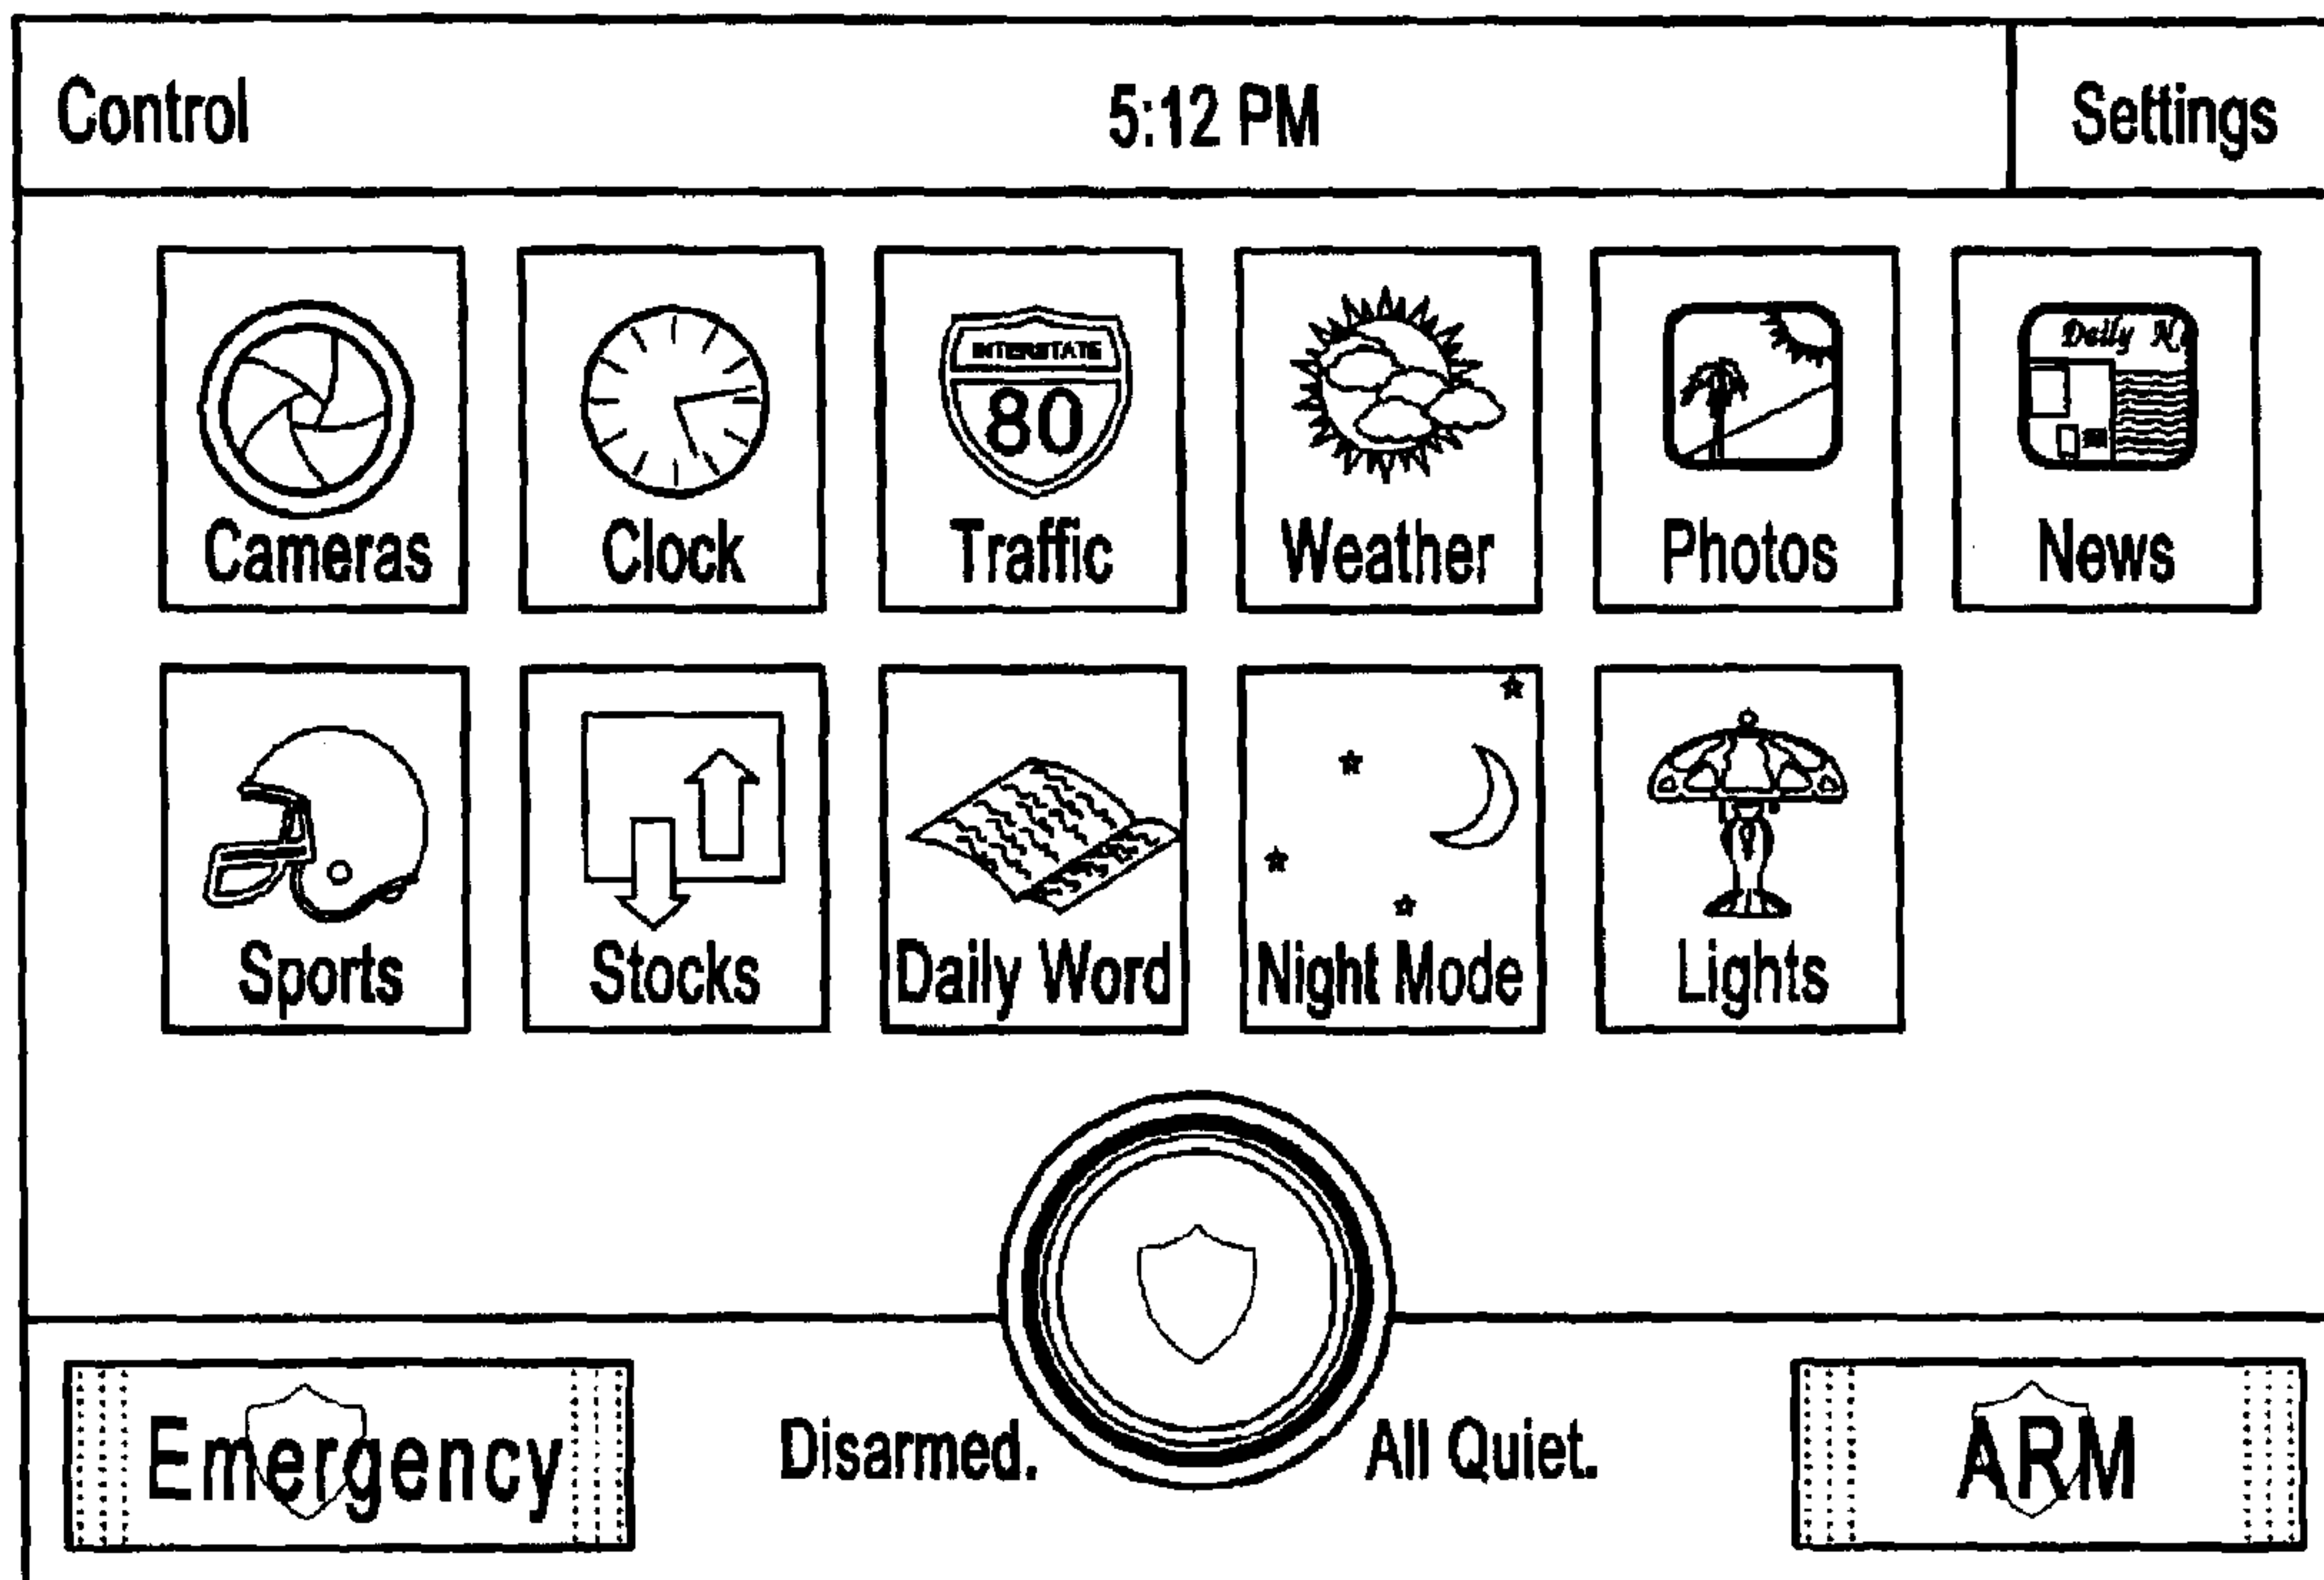 Control 5:12 PM Settings
INTERSTATE
80
Daily N
Cameras Clock Traffic Weather Photos News
Sports Stocks Daily Word Night Mode Lights
Emergency Disarmed. All Quiet. ARM